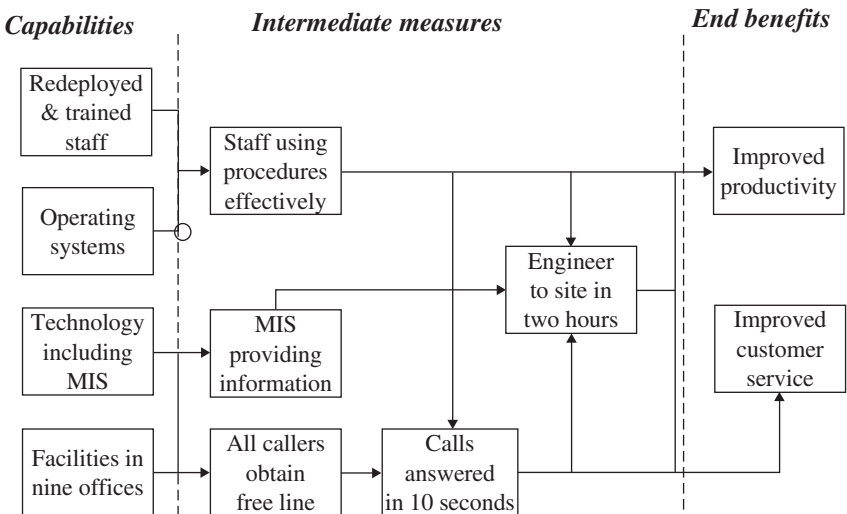 Capabilities
Intermediate measures
End benefits
Redeployed
& trained
staff
Staff using
procedures
effectively
Improved
productivity
Operating
systems
Engineer
to site in
two hours
Technology
including
MIS
MIS
providing
information
Improved
customer
service
Facilities in
nine offices
All callers
obtain
free line
Calls
answered
in 10 seconds